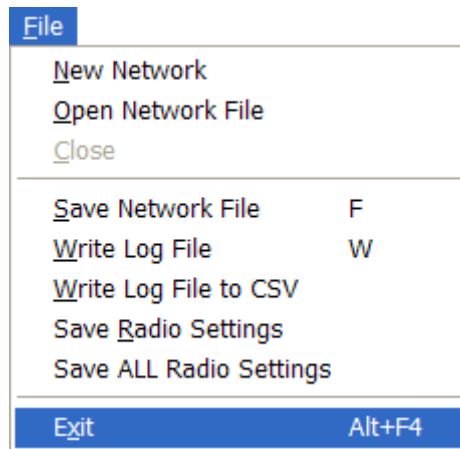 File
New Network
Open Network File
Close
Save Network File F
Write Log File W
Write Log File to CSV
Save Radio Settings
Save ALL Radio Settings
Exit Alt+F4